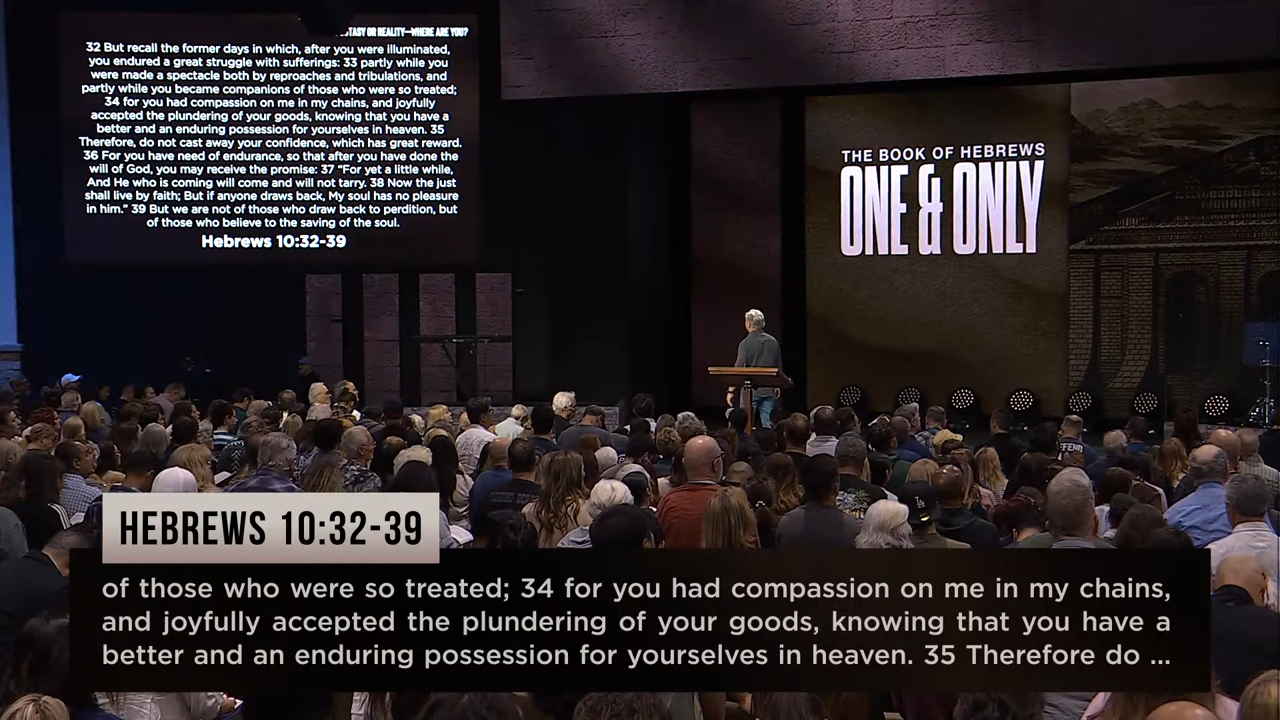 OR REALITY—WHERE ARE YOU?
32 But recall the former days in which, after you were illuminated,
you endured a great struggle with sufferings: 33 partly while you
were made a spectacle both by reproaches and tribulations, and
partly while you became companions of those who were so treated;
34 for you had compassion on me in my chains, and joyfully
accepted the plundering of your goods, knowing that you have a
better and an enduring possession for yourselves in heaven. 35
Therefore, do not cast away your confidence, which has great reward.
36 For you have need of endurance, so that after you have done the
will of God, you may receive the promise: 37 “For yet a little while,
And He who is coming will come and will not tarry. 38 Now the just
shall live by faith; But if anyone draws back, My soul has no pleasure
in him.” 39 But we are not of those who draw back to perdition, but
of those who believe to the saving of the soul.
Hebrews 10:32-39
THE BOOK OF HEBREWS
ONE & ONLY
HEBREWS 10:32-39
of those who were so treated; 34 for you had compassion on me in my chains,
and joyfully accepted the plundering of your goods, knowing that you have a
better and an enduring possession for yourselves in heaven. 35 Therefore do ...